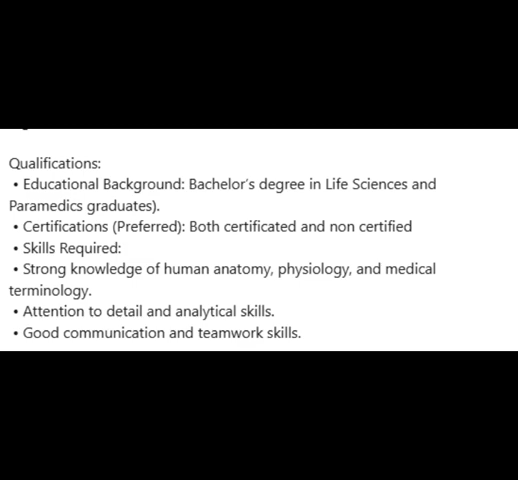 Qualifications:
• Educational Background: Bachelor's degree in Life Sciences and
Paramedics graduates).
• Certifications (Preferred): Both certificated and non certified
• Skills Required:
• Strong knowledge of human anatomy, physiology, and medical
terminology.
• Attention to detail and analytical skills.
• Good communication and teamwork skills.